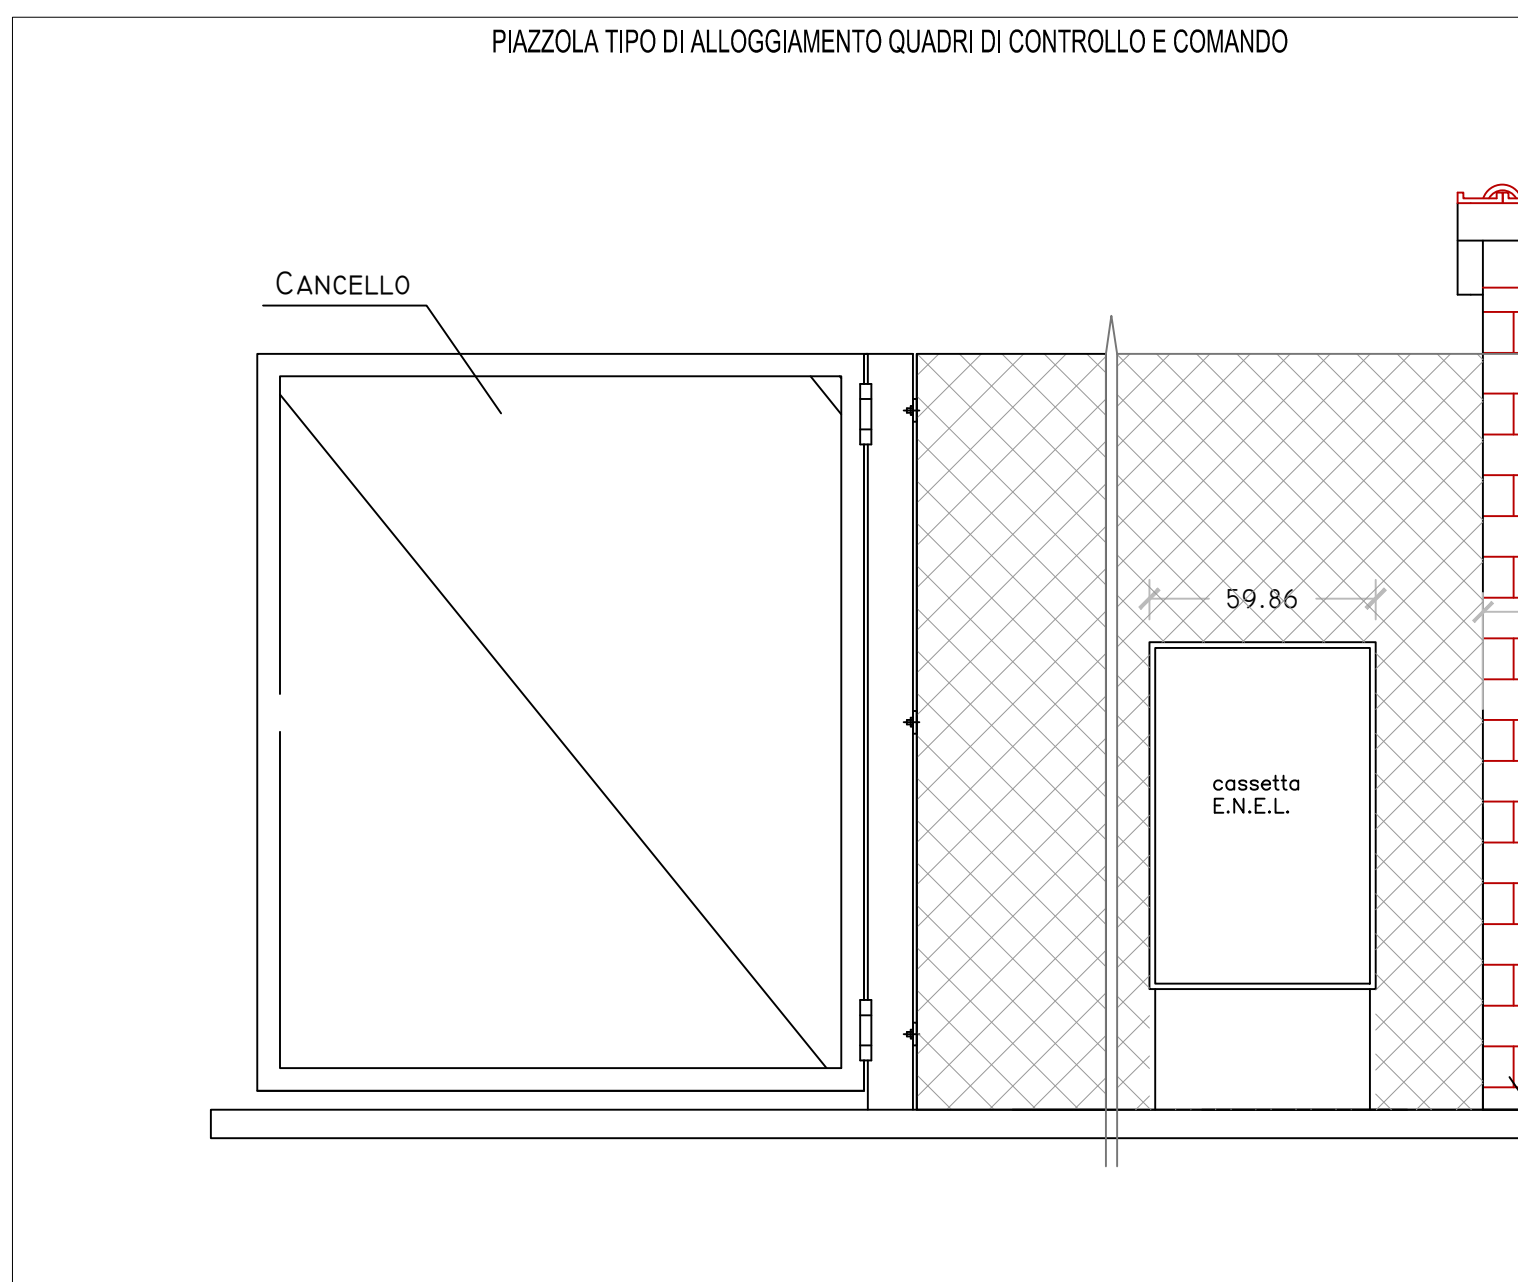 PIAZZOLA TIPO DI ALLOGGIAMENTO QUADRI DI CONTROLLO E COMANDO
CANCELLO
59.86
cassetta
E.N.E.L.